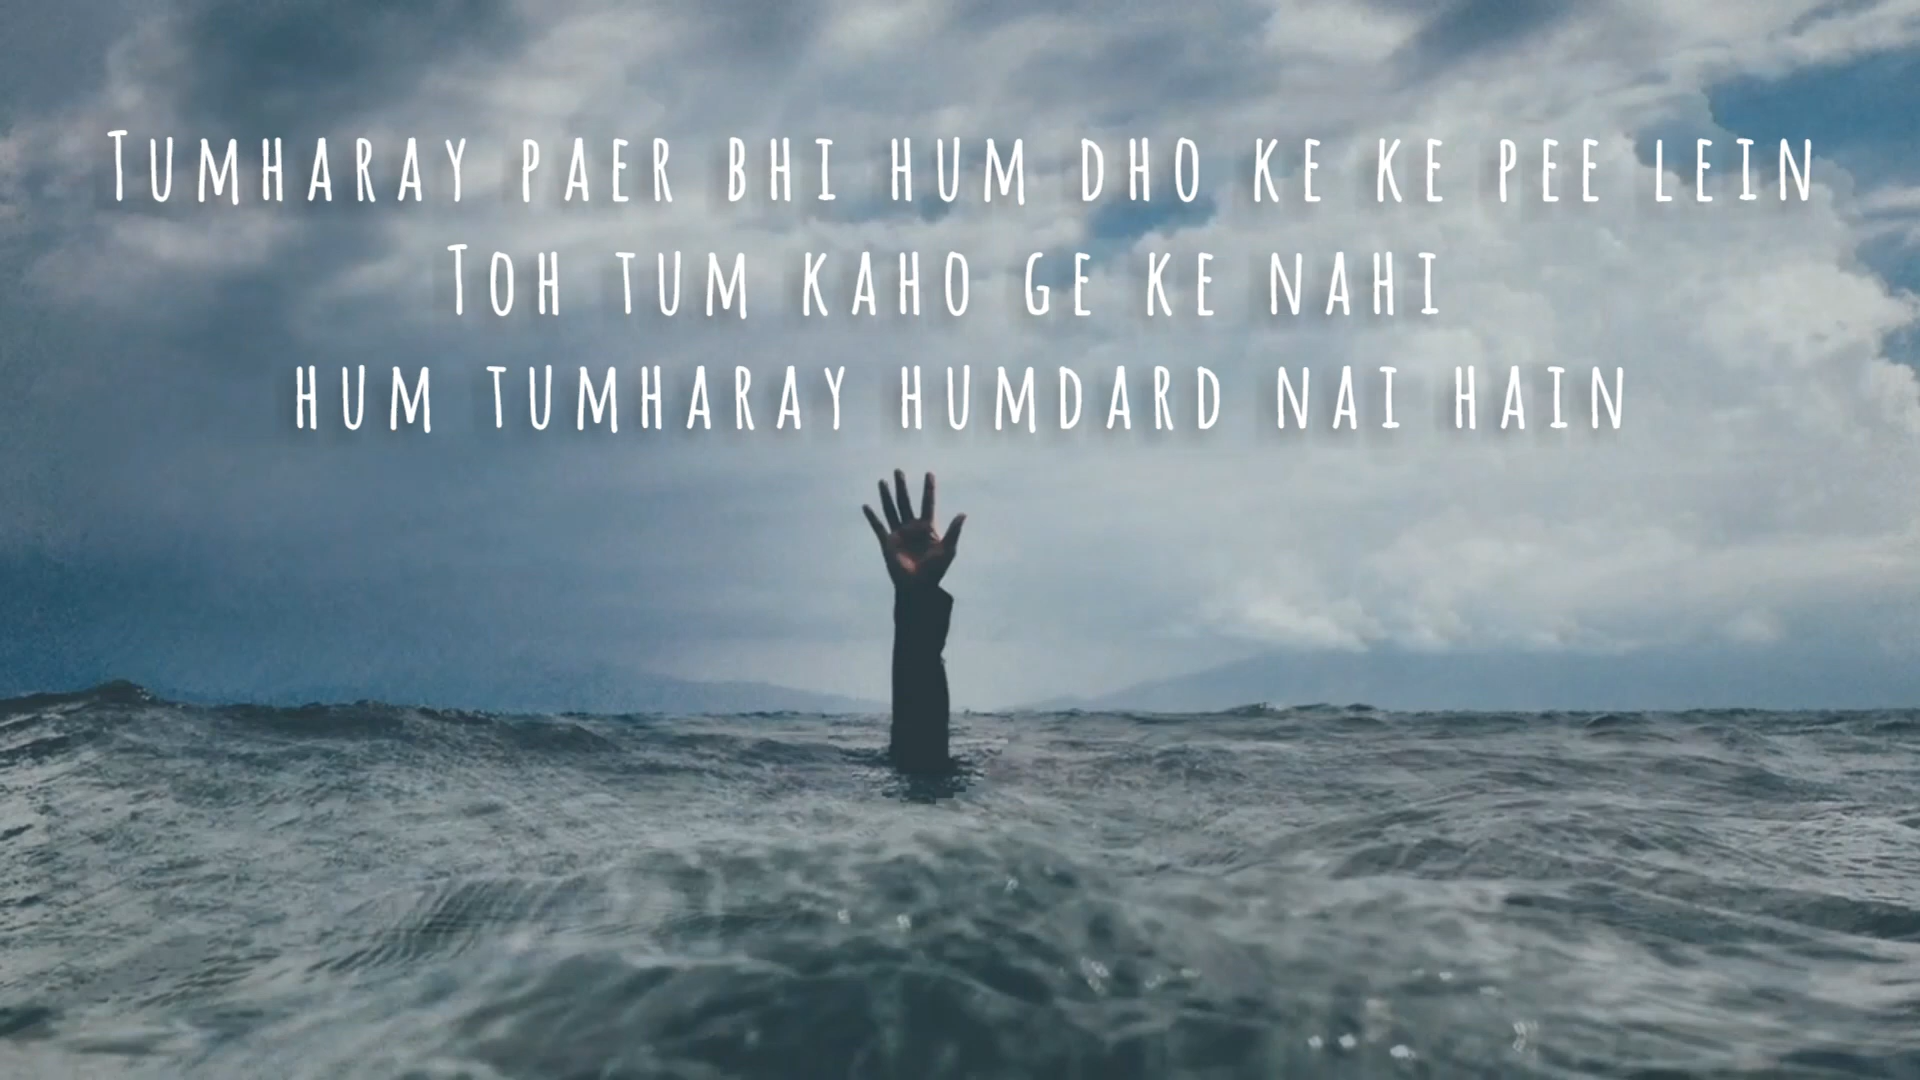 Tumharay paer bhi hum dho ke ke pee lein
Toh tum kaho ge ke nahi
hum tumharay humdard nai hain